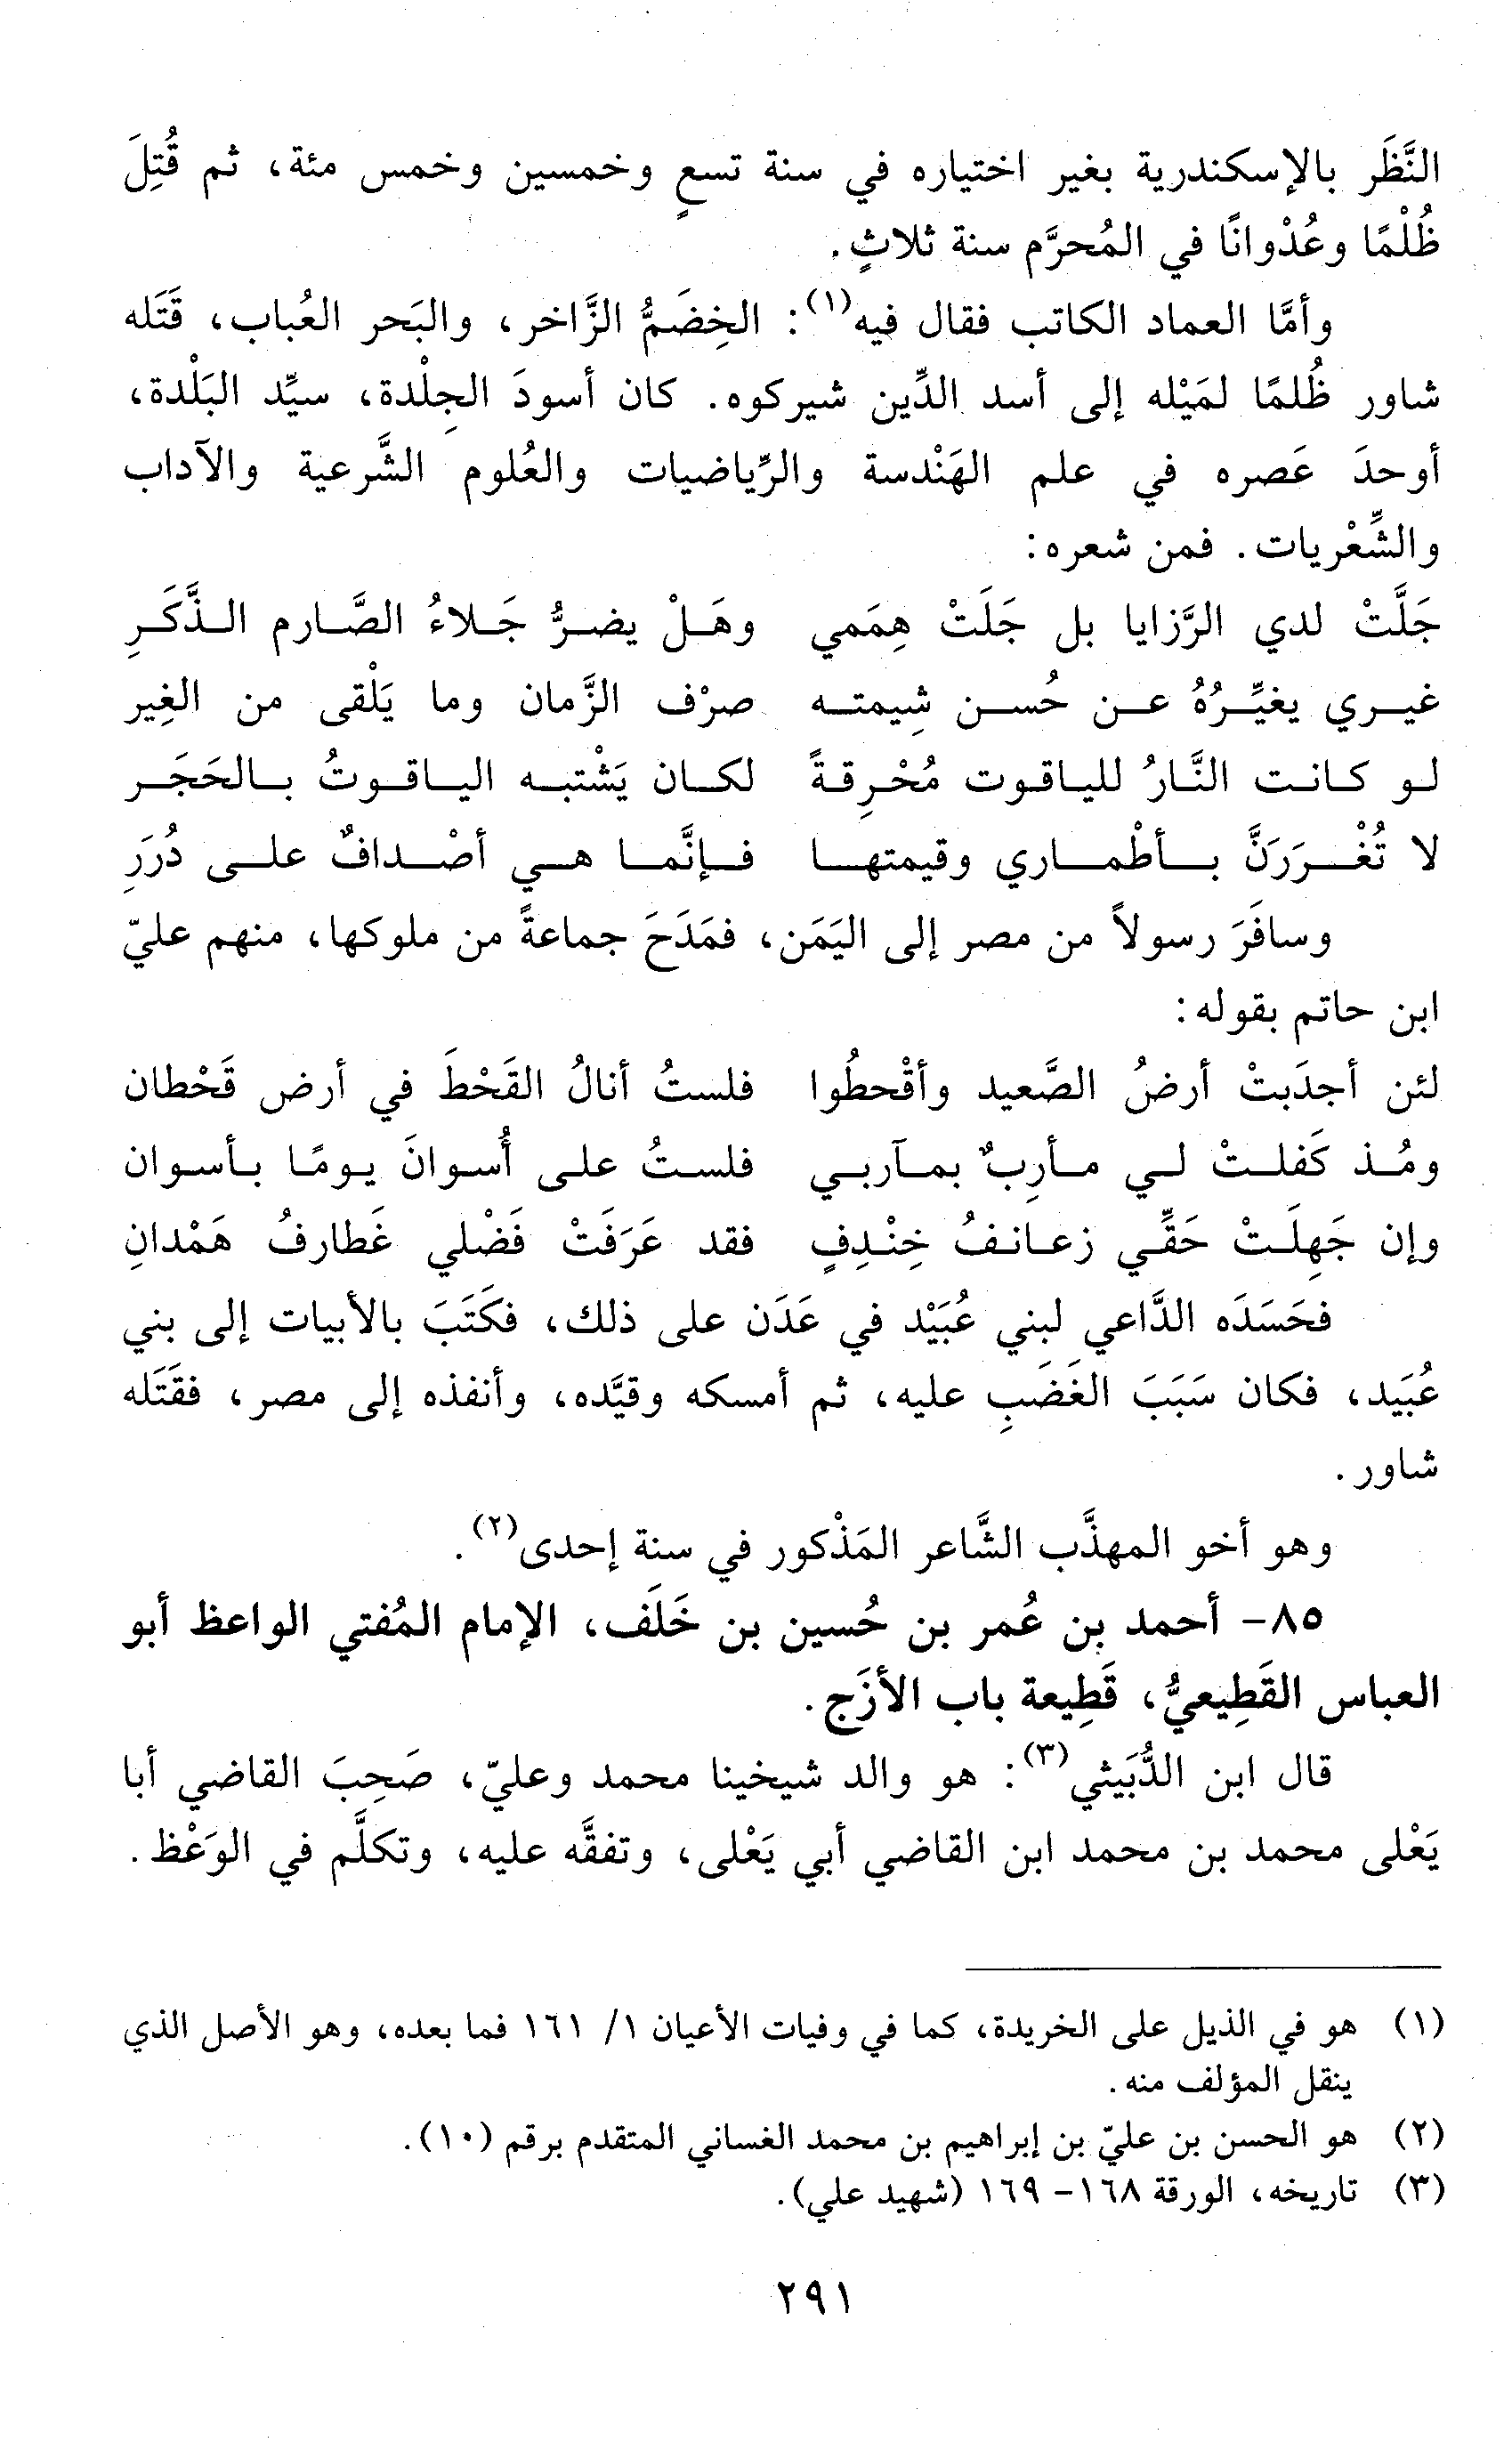 النَّظَر بالإسكندرية بغير اختياره في سنة تسعٍ وخمسين وخمس مئة، ثم قُتِلَ
ظُلْمًا وعُدْوانًا في المُحرَّم سنة ثلاثٍ.
وأمَّا العماد الكاتب فقال فيه(١): الخِضَمُّ الزَّاخر، والبَحر العُباب، قَتَله
شاور ظُلمًا لمَيْله إلى أسد الدِّين شيركوه. كان أسودَ الجِلْدة، سيِّد البَلْدة،
أوحدَ عَصره في علم الهَنْدسة والرِّياضيات والعُلوم الشَّرعية والآداب
والشِّعْريات. فمن شعره:
جَلَّتْ لدي الرَّزايا بل جَلَتْ هِمَمي وهَلْ يضرُّ جَلاءُ الصَّارم الذَّكَرِ
غيري يغيِّرُهُ عن حُسن شِيمته صرْف الزَّمان وما يَلْقى من الغِير
لو كانت النَّارُ للياقوت مُحْرِقةً لكان يَشْتبه الياقوتُ بالحَجَر
لا تُغْرَرَنَّ بأطْماري وقيمتها فإنَّما هي أصْدافٌ على دُرَرِ
وسافَرَ رسولاً من مصر إلى اليَمَن، فمَدَحَ جماعةً من ملوكها، منهم عليّ
ابن حاتم بقوله:
لئن أجدَبتْ أرضُ الصَّعيد وأقْحطُوا فلستُ أنالُ القَحْطَ في أرض قَحْطان
ومُذ كَفلتْ لي مأرِبٌ بمآربي فلستُ على أُسوانَ يومًا بأسوان
وإن جَهِلَتْ حَقِّي زعانفُ خِنْدِفٍ فقد عَرَفَتْ فَضْلي غَطارفُ هَمْدانِ
فحَسَدَه الدَّاعي لبني عُبَيْد في عَدَن على ذلك، فكَتَبَ بالأبيات إلى بني
عُبَيد، فكان سَبَبَ الغَضَبِ عليه، ثم أمسكه وقيَّده، وأنفذه إلى مصر، فقَتَله
شاور.
وهو أخو المهذَّب الشَّاعر المَذْكور في سنة إحدى(٢).
٨٥- أحمد بن عُمر بن حُسين بن خَلَف، الإمام المُفتي الواعظ أبو
العباس القَطِيعيُّ، قَطِيعة باب الأزَج.
قال ابن الدُّبَيثي(٣): هو والد شيخينا محمد وعليّ، صَحِبَ القاضي أبا
يَعْلى محمد بن محمد ابن القاضي أبي يَعْلى، وتفقَّه عليه، وتكلَّم في الوَعْظ.
(١) هو في الذيل على الخريدة، كما في وفيات الأعيان ١/ ١٦١ فما بعده، وهو الأصل الذي
ينقل المؤلف منه.
(٢) هو الحسن بن عليّ بن إبراهيم بن محمد الغساني المتقدم برقم (١٠).
(٣) تاريخه، الورقة ١٦٨- ١٦٩ (شهيد علي).
٢٩١